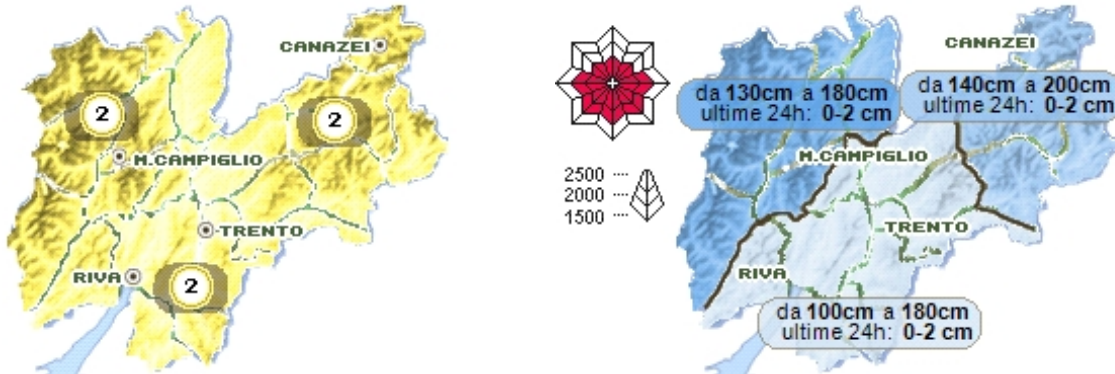 CANAZEI
2
2
M.CAMPIGLIO
TRENTO
RIVA
2
2500
2000
1500
CANAZEI
da 130cm a 180cm
ultime 24h: 0-2 cm
da 140cm a 200cm
ultime 24h: 0-2 cm
M.CAMPIGLIO
TRENTO
RIVA
da 100cm a 180cm
ultime 24h: 0-2 cm